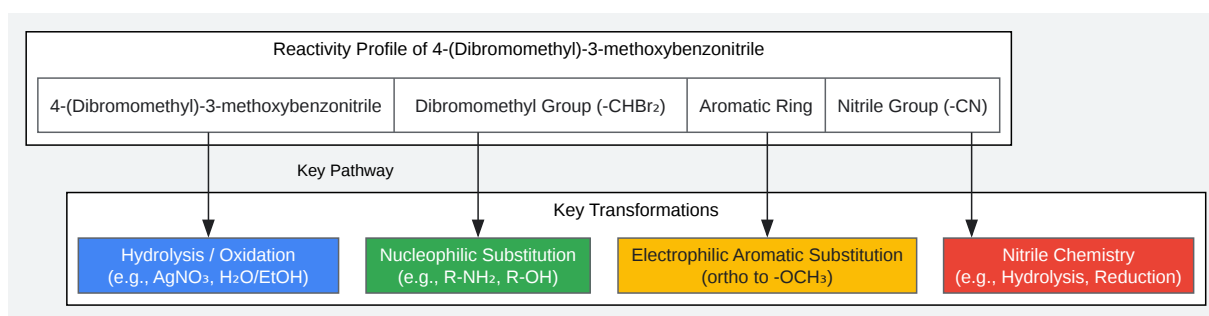 Reactivity Profile of 4-(Dibromomethyl)-3-methoxybenzonitrile
4-(Dibromomethyl)-3-methoxybenzonitrile
Dibromomethyl Group (-CHBr₂)
Aromatic Ring
Nitrile Group (-CN)
Key Pathway
Key Transformations
Hydrolysis / Oxidation
(e.g., AgNO₃, H₂O/EtOH)
Nucleophilic Substitution
(e.g., R-NH₂, R-OH)
Electrophilic Aromatic Substitution
(ortho to -OCH₃)
Nitrile Chemistry
(e.g., Hydrolysis, Reduction)